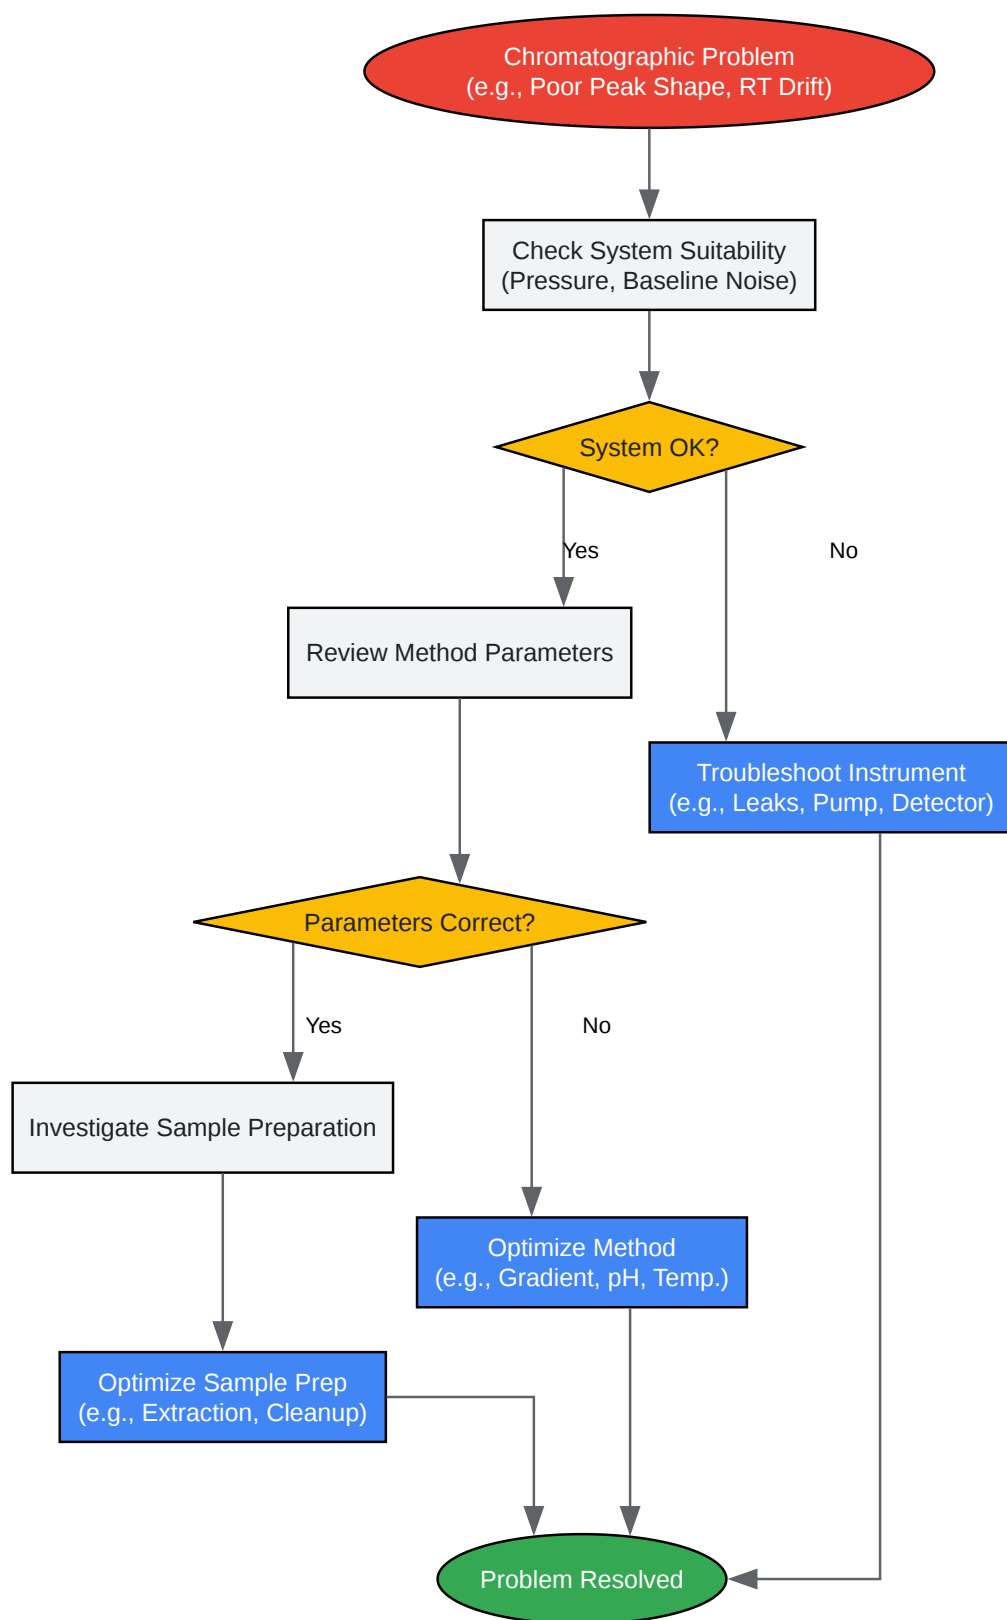 Chromatographic Problem
(e.g., Poor Peak Shape, RT Drift)
Check System Suitability
(Pressure, Baseline Noise)
System OK?
Yes
No
Review Method Parameters
Troubleshoot Instrument
(e.g., Leaks, Pump, Detector)
Parameters Correct?
Yes
No
Investigate Sample Preparation
Optimize Method
(e.g., Gradient, pH, Temp.)
Optimize Sample Prep
(e.g., Extraction, Cleanup)
Problem Resolved